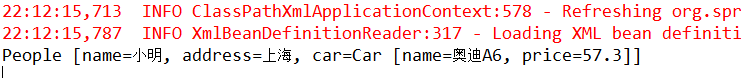 22:12:15,713  INFO ClassPathXmlApplicationContext:578 - Refreshing org.spr
22:12:15,787  INFO XmlBeanDefinitionReader:317 - Loading XML bean definiti
People [name=小明, address=上海, car=Car [name=奥迪A6, price=57.3]]